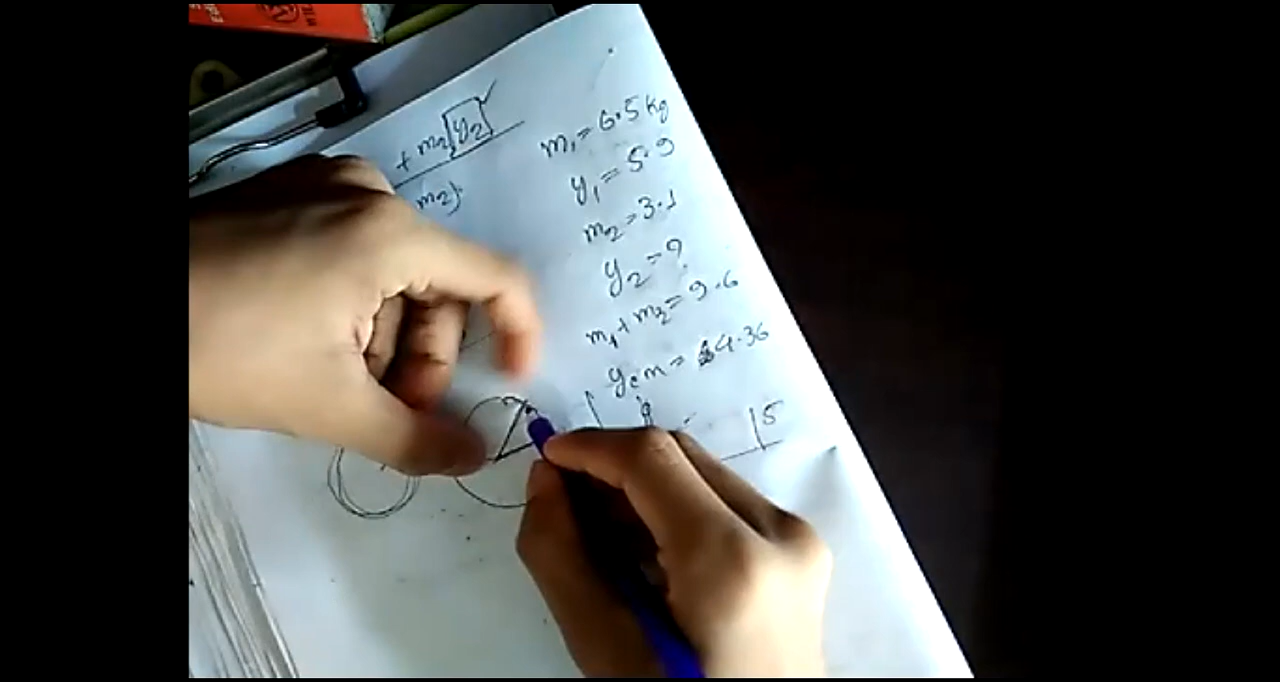 + m₂ y₂
m₂)
m₁ = 6.5 kg
y₁ = 5.9
m₂ = 3.1
y₂ = ?
m₁ + m₂ = 9.6
ycm = 4.36
5